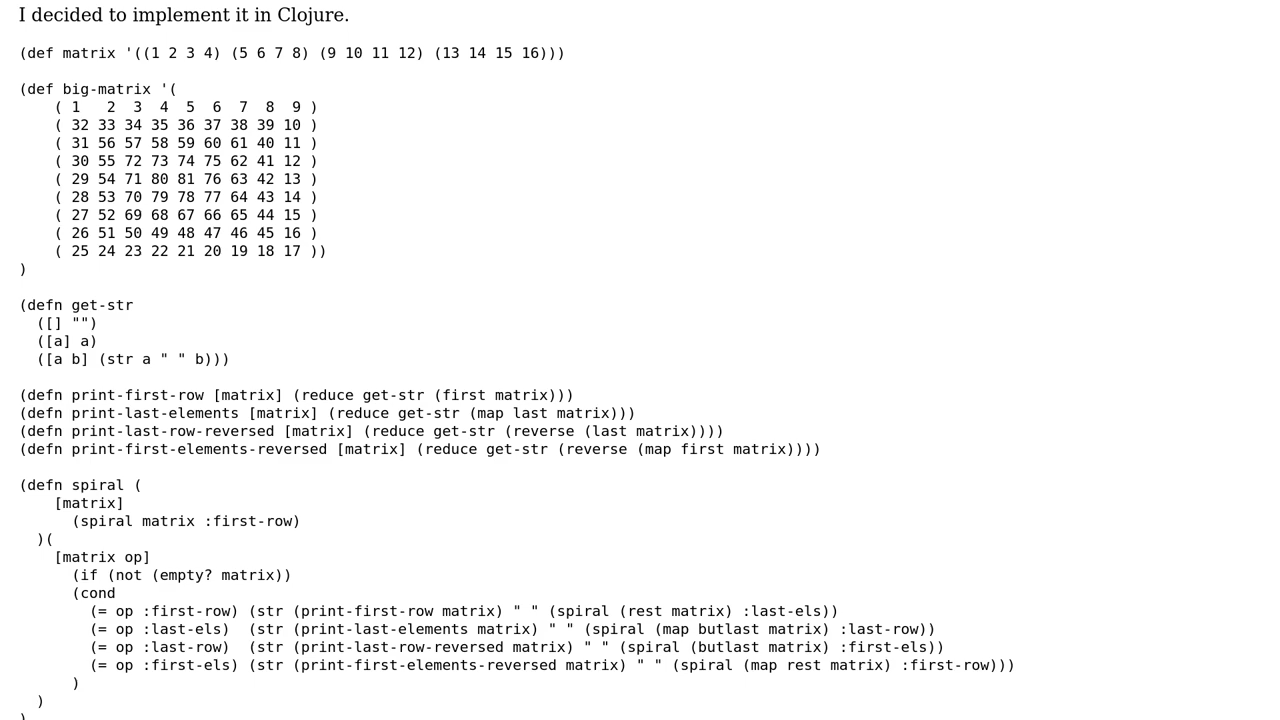 I decided to implement it in Clojure.
(def matrix '((1 2 3 4) (5 6 7 8) (9 10 11 12) (13 14 15 16)))
(def big-matrix '(
( 1 2 3 4 5 6 7 8 9 )
( 32 33 34 35 36 37 38 39 10 )
( 31 56 57 58 59 60 61 40 11 )
( 30 55 72 73 74 75 62 41 12 )
( 29 54 71 80 81 76 63 42 13 )
( 28 53 70 79 78 77 64 43 14 )
( 27 52 69 68 67 66 65 44 15 )
( 26 51 50 49 48 47 46 45 16 )
( 25 24 23 22 21 20 19 18 17 ))
)
(defn get-str
([] "")
([a] a)
([a b] (str a " " b)))
(defn print-first-row [matrix] (reduce get-str (first matrix)))
(defn print-last-elements [matrix] (reduce get-str (map last matrix)))
(defn print-last-row-reversed [matrix] (reduce get-str (reverse (last matrix))))
(defn print-first-elements-reversed [matrix] (reduce get-str (reverse (map first matrix))))
(defn spiral (
[matrix]
(spiral matrix :first-row)
)(
[matrix op]
(if (not (empty? matrix))
(cond
(= op :first-row) (str (print-first-row matrix) " " (spiral (rest matrix) :last-els))
(= op :last-els) (str (print-last-elements matrix) " " (spiral (map butlast matrix) :last-row))
(= op :last-row) (str (print-last-row-reversed matrix) " " (spiral (butlast matrix) :first-els))
(= op :first-els) (str (print-first-elements-reversed matrix) " " (spiral (map rest matrix) :first-row)))
)
)
)